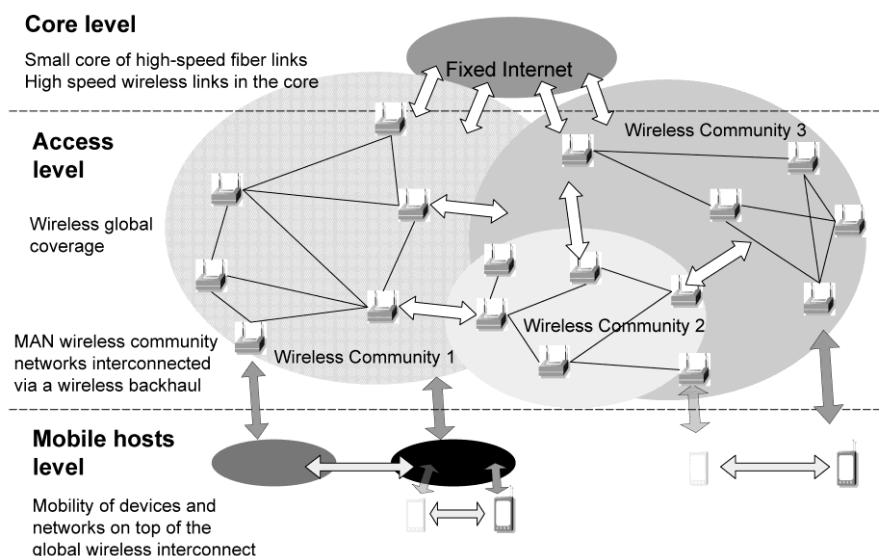 Core level
Small core of high-speed fiber links
High speed wireless links in the core
Fixed Internet
Access
level
Wireless Community 3
Wireless global
coverage
Wireless Community 2
MAN wireless community
networks interconnected
via a wireless backhaul
Wireless Community 1
Mobile hosts
level
Mobility of devices and
networks on top of the
global wireless interconnect